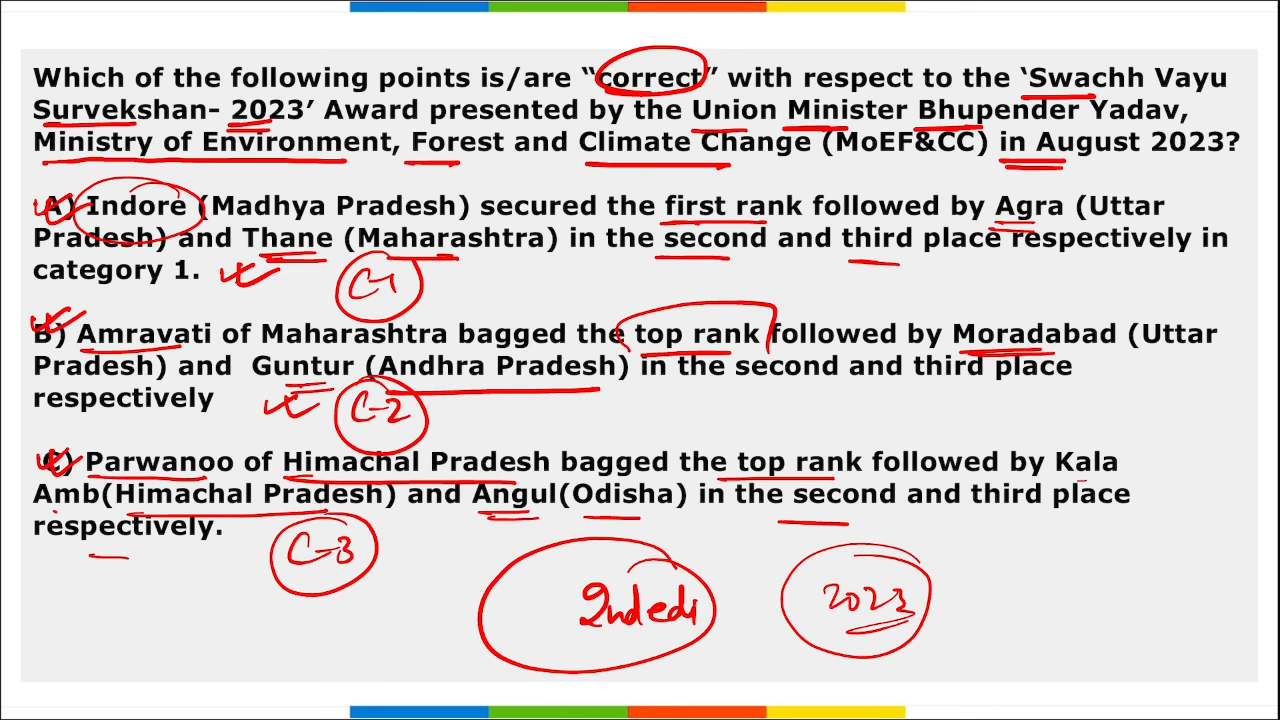 Which of the following points is/are “correct” with respect to the ‘Swachh Vayu
Survekshan- 2023’ Award presented by the Union Minister Bhupender Yadav,
Ministry of Environment, Forest and Climate Change (MoEF&CC) in August 2023?
A) Indore (Madhya Pradesh) secured the first rank followed by Agra (Uttar
Pradesh) and Thane (Maharashtra) in the second and third place respectively in
category 1.
C-1
B) Amravati of Maharashtra bagged the top rank followed by Moradabad (Uttar
Pradesh) and Guntur (Andhra Pradesh) in the second and third place
respectively
C-2
C) Parwanoo of Himachal Pradesh bagged the top rank followed by Kala
Amb(Himachal Pradesh) and Angul(Odisha) in the second and third place
respectively.
C-3
2nd edi
2023